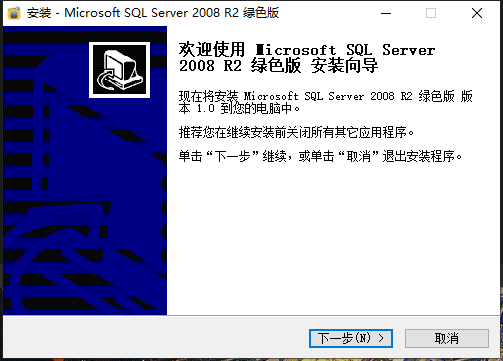 安装 - Microsoft SQL Server 2008 R2 绿色版
欢迎使用 Microsoft SQL Server
2008 R2 绿色版 安装向导
现在将安装 Microsoft SQL Server 2008 R2 绿色版 版
本 1.0 到您的电脑中。
推荐您在继续安装前关闭所有其它应用程序。
单击“下一步”继续，或单击“取消”退出安装程序。
下一步(N) >
取消